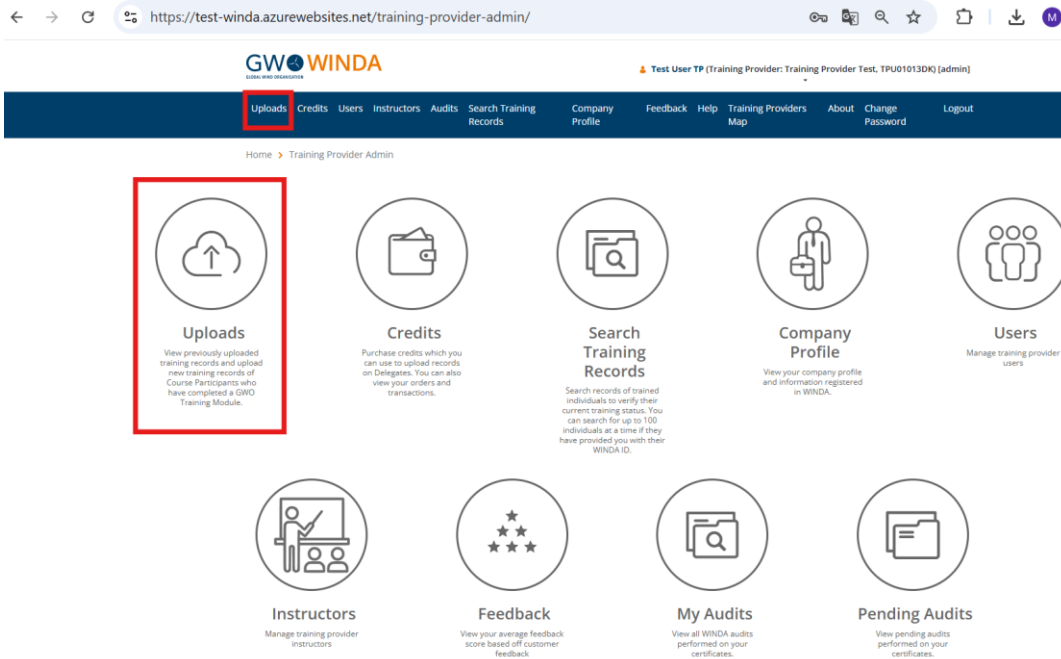 https://test-winda.azurewebsites.net/training-provider-admin/
M
GWO WINDA
GLOBAL WIND ORGANISATION
Test User TP (Training Provider: Training Provider Test, TPU01013DK) [admin]
Uploads Credits Users Instructors Audits Search Training Records Company Profile Feedback Help Training Providers Map About Change Password Logout
Home > Training Provider Admin
Uploads
View previously uploaded
training records and upload
new training records of
Course Participants who
have completed a GWO
Training Module.
Credits
Purchase credits which you
can use to upload records
on Delegates. You can also
view your orders and
transactions.
Search
Training
Records
Search records of trained
individuals to verify their
current training status. You
can search for up to 100
individuals at a time if they
have provided you with their
WINDA ID.
Company
Profile
View your company profile
and information registered
in WINDA.
Users
Manage training provider
users
Instructors
Manage training provider
instructors
Feedback
View your average feedback
score based off customer
feedback
My Audits
View all WINDA audits
performed on your
certificates.
Pending Audits
View pending audits
performed on your
certificates.